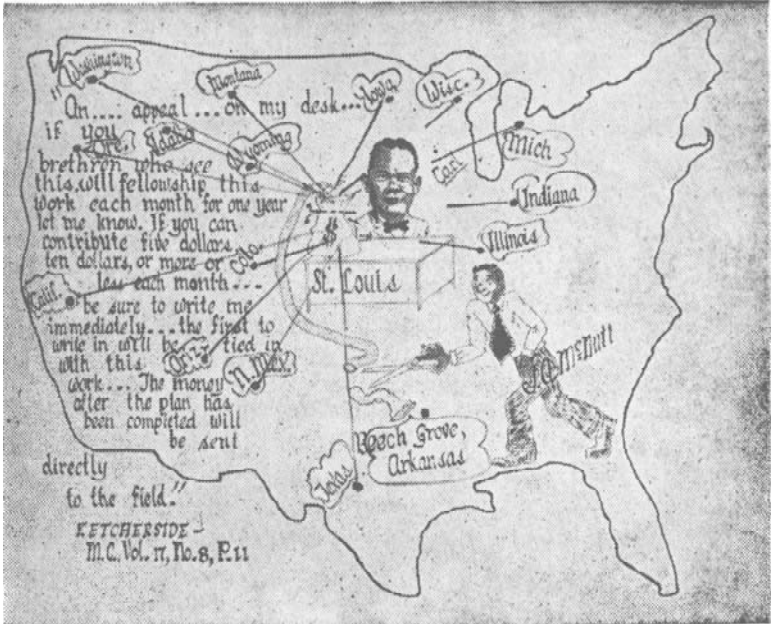 Washington
Montana
Iowa
Wisc.
"On.... appeal... on my desk...
if you
Ore.
Idaho
Wyoming
Mich
brethren who see
this, will fellowship this
work each month for one year
let me know. If you can
contribute five dollars,
ten dollars, or more or
less each month...
be sure to write me
immediately... the first to
write in will be tied in
with this
work... The money
after the plan has
been completed will
be sent
directly
to the field."
KETCHERSIDE
M.C. Vol. 17, No. 8, P. 11
Indiana
Illinois
Colo.
$
St. Louis
Calif.
Ariz.
N. Mex.
J.A. McNutt
Beech Grove,
Arkansas
Texas